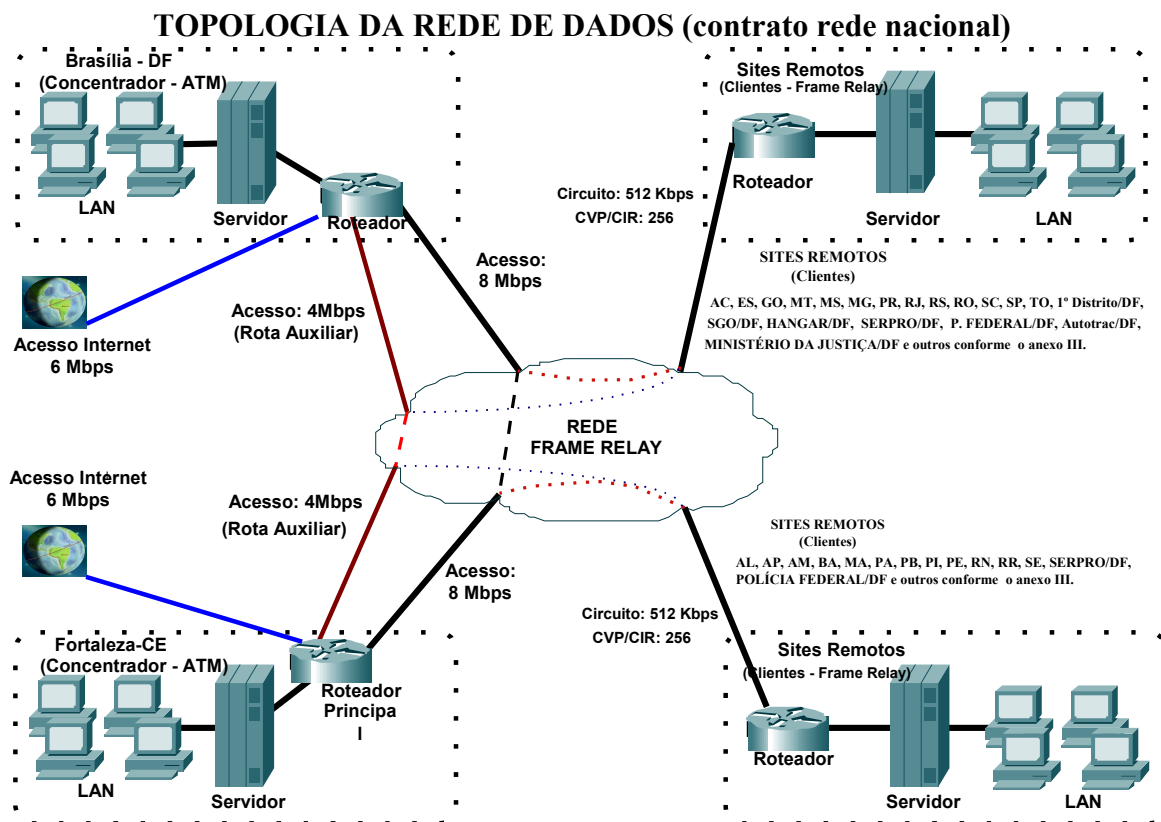 TOPOLOGIA DA REDE DE DADOS (contrato rede nacional)
Brasília - DF
(Concentrador - ATM)
LAN
Servidor
Roteador
Sites Remotos
(Clientes - Frame Relay)
Roteador
Servidor
LAN
Circuito: 512 Kbps
CVP/CIR: 256
Acesso:
8 Mbps
Acesso: 4Mbps
(Rota Auxiliar)
Acesso Internet
6 Mbps
SITES REMOTOS
(Clientes)
AC, ES, GO, MT, MS, MG, PR, RJ, RS, RO, SC, SP, TO, 1º Distrito/DF,
SGO/DF, HANGAR/DF, SERPRO/DF, P. FEDERAL/DF, Autotrac/DF,
MINISTÉRIO DA JUSTIÇA/DF e outros conforme o anexo III.
REDE
FRAME RELAY
Acesso Internet
6 Mbps
Acesso: 4Mbps
(Rota Auxiliar)
Acesso:
8 Mbps
SITES REMOTOS
(Clientes)
AL, AP, AM, BA, MA, PA, PB, PI, PE, RN, RR, SE, SERPRO/DF,
POLÍCIA FEDERAL/DF e outros conforme o anexo III.
Circuito: 512 Kbps
CVP/CIR: 256
Fortaleza-CE
(Concentrador - ATM)
Roteador
Principa
l
LAN
Servidor
Sites Remotos
(Clientes - Frame Relay)
Roteador
Servidor
LAN